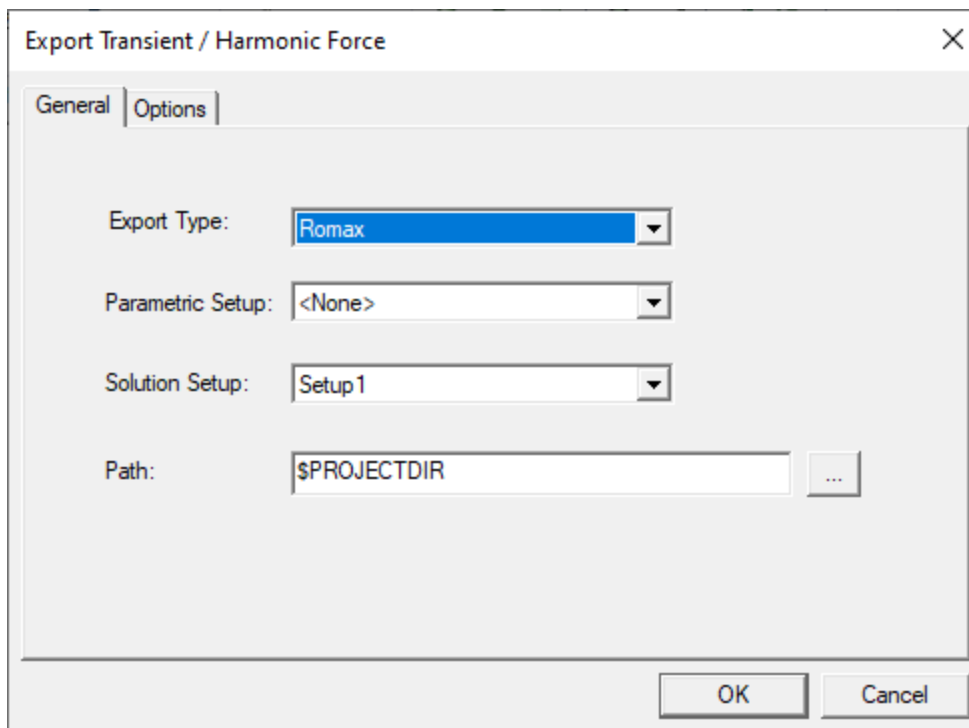 Export Transient / Harmonic Force
General Options
Export Type: Romax
Parametric Setup: <None>
Solution Setup: Setup1
Path: $PROJECTDIR ...
OK Cancel